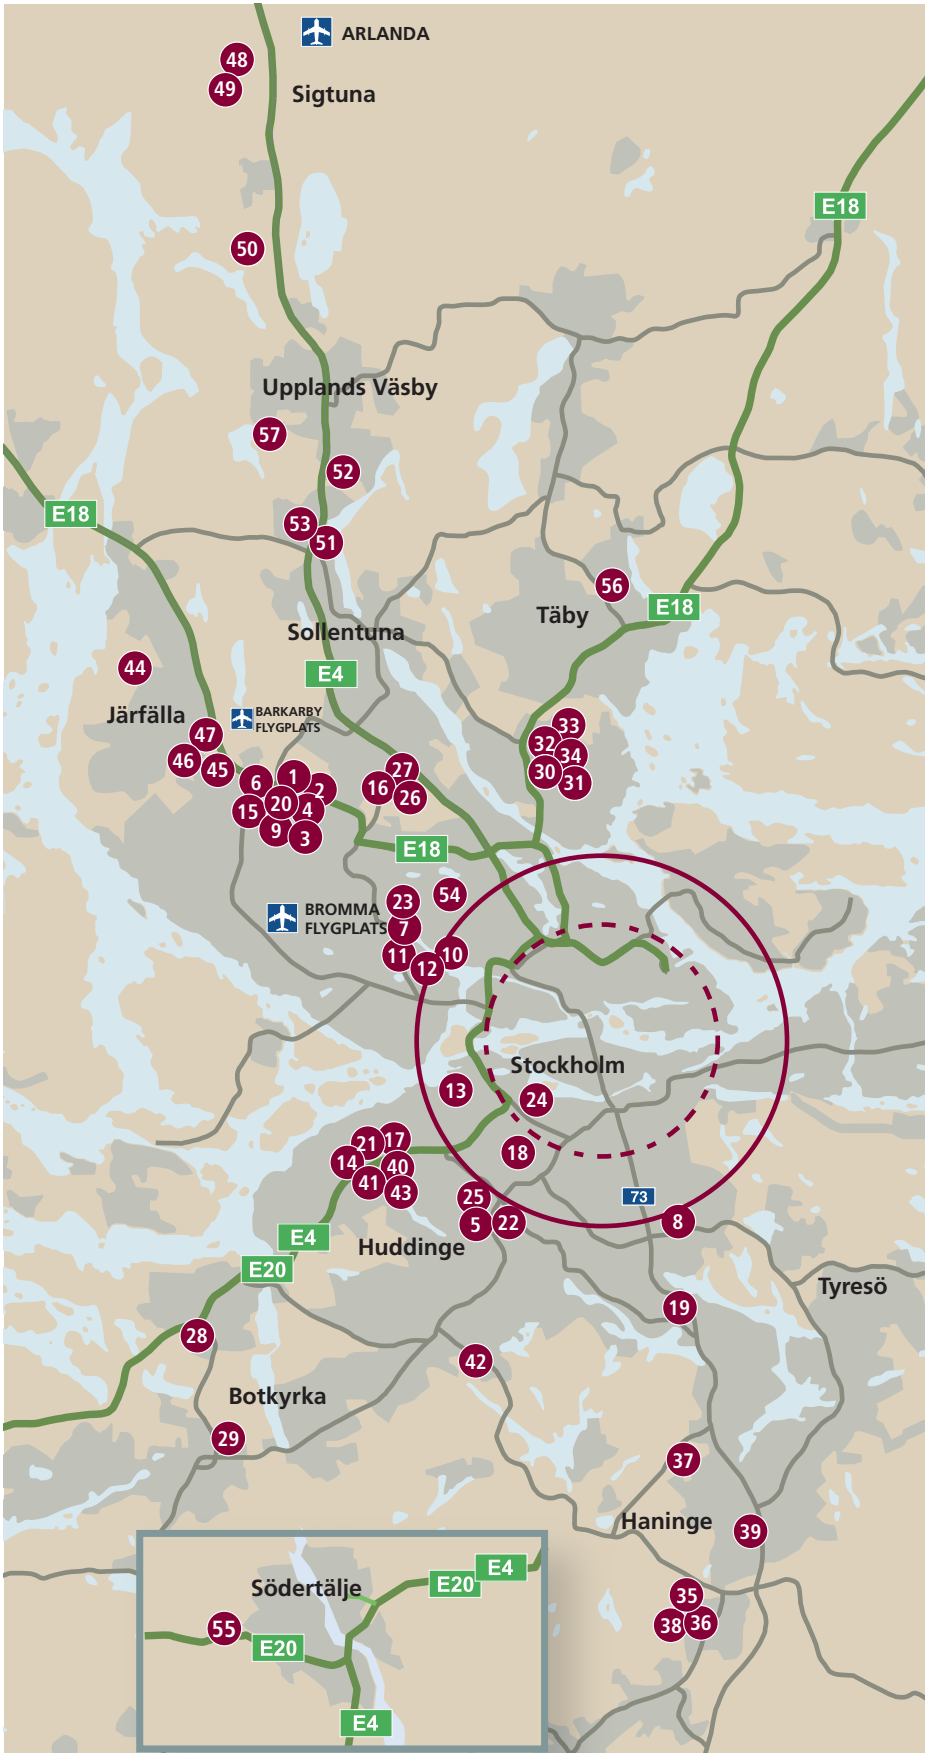 ARLANDA
48
49
Sigtuna
E18
50
Upplands Väsby
57
52
E18
53
51
56
Täby
E18
Sollentuna
44
E4
Järfälla
BARKARBY
FLYGPLATS
47
33
32
46
45
34
27
30
31
6
1
2
16
26
15
20
4
9
3
E18
54
23
BROMMA
FLYGPLATS
7
11
10
12
Stockholm
13
24
21
17
14
40
18
41
43
25
73
5
22
8
E4
Huddinge
E20
Tyresö
19
28
42
Botkyrka
29
37
Haninge
39
E4
E20
Södertälje
35
38
36
55
E20
E4